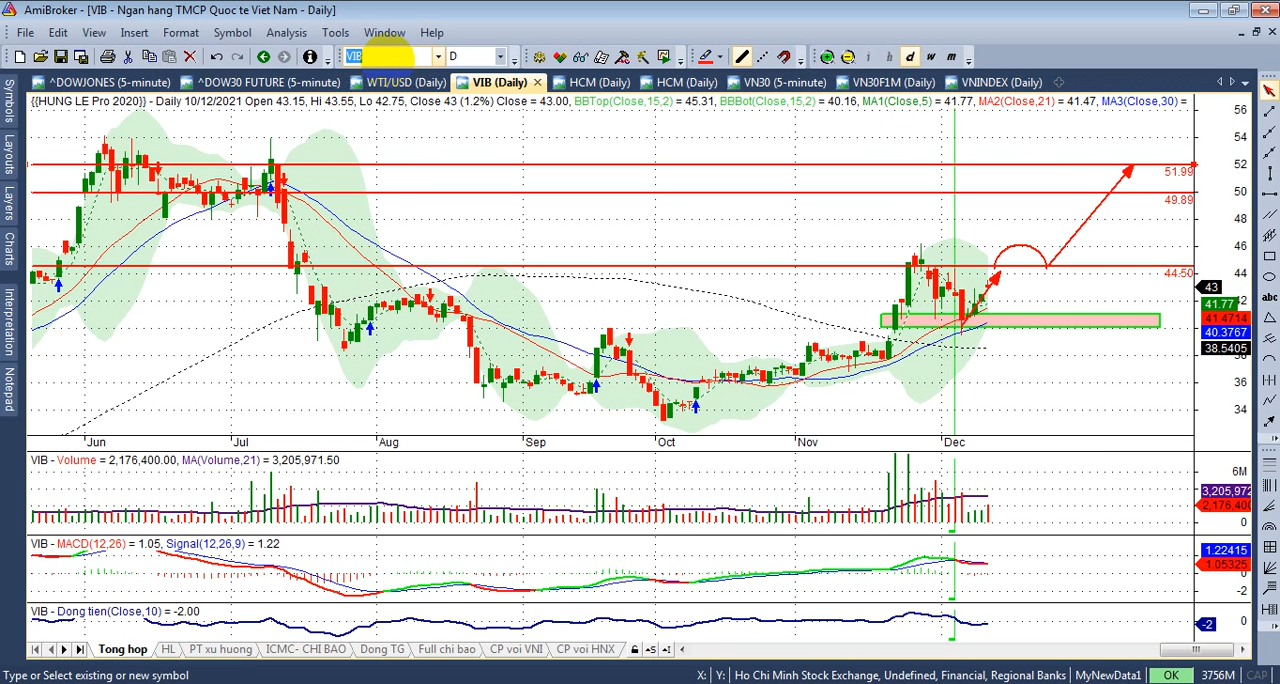 AmiBroker - [VIB - Ngan hang TMCP Quoc te Viet Nam - Daily]
File Edit View Insert Format Symbol Analysis Tools Window Help
VIB D i h d w m
^DOWJONES (5-minute) ^DOW30 FUTURE (5-minute) WTI/USD (Daily) VIB (Daily) HCM (Daily) HCM (Daily) VN30 (5-minute) VN30F1M (Daily) VNINDEX (Daily)
{{HUNG LE Pro 2020}} - Daily 10/12/2021 Open 43.15, Hi 43.55, Lo 42.75, Close 43 (1.2%) Close = 43.00, BBTop(Close,15,2) = 45.31, BBBot(Close,15,2) = 40.16, MA1(Close,5) = 41.77, MA2(Close,21) = 41.47, MA3(Close,30) =
Symbols
Layouts
Layers
Charts
Interpretation
Notepad
56
54
52
51.99
50
49.89
48
46
44.50
44
43
42
41.77
41.4714
40.3767
38.5405
38
36
34
Jun Jul Aug Sep Oct Nov Dec
abc
VIB - Volume = 2,176,400.00, MA(Volume,21) = 3,205,971.50
6M
3,205,972
2,176,400
0
VIB - MACD(12,26) = 1.05, Signal(12,26,9) = 1.22
1.22415
1.05325
0
-2
VIB - Dong tien(Close,10) = -2.00
0
-2
Tong hop HL PT xu huong ICMC- CHI BAO Dong TG Full chi bao CP voi VNI CP voi HNX
Type or Select existing or new symbol X: Y: Ho Chi Minh Stock Exchange, Undefined, Financial, Regional Banks MyNewData1 OK 3756M CAP